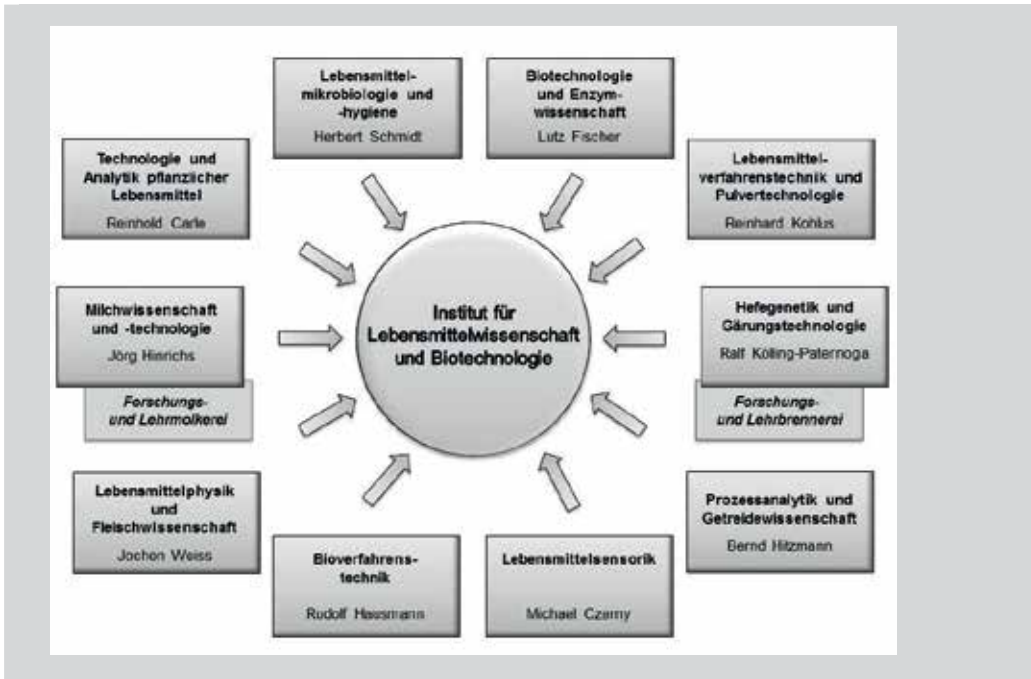 Lebensmittel-
mikrobiologie und
-hygiene
Herbert Schmidt
Biotechnologie
und Enzym-
wissenschaft
Lutz Fischer
Technologie und
Analytik pflanzlicher
Lebensmittel
Reinhold Carle
Lebensmittel-
verfahrenstechnik und
Pulvertechnologie
Reinhard Kohlus
Milchwissenschaft
und -technologie
Jörg Hinrichs
Forschungs-
und Lehrmolkerei
Institut für
Lebensmittelwissenschaft
und Biotechnologie
Hefegenetik und
Gärungstechnologie
Ralf Kölling-Paternoga
Forschungs-
und Lehrbrennerei
Lebensmittelphysik
und
Fleischwissenschaft
Jochen Weiss
Bioverfahrens-
technik
Rudolf Hausmann
Lebensmittelsensorik
Michael Czerny
Prozessanalytik und
Getreidewissenschaft
Bernd Hitzmann